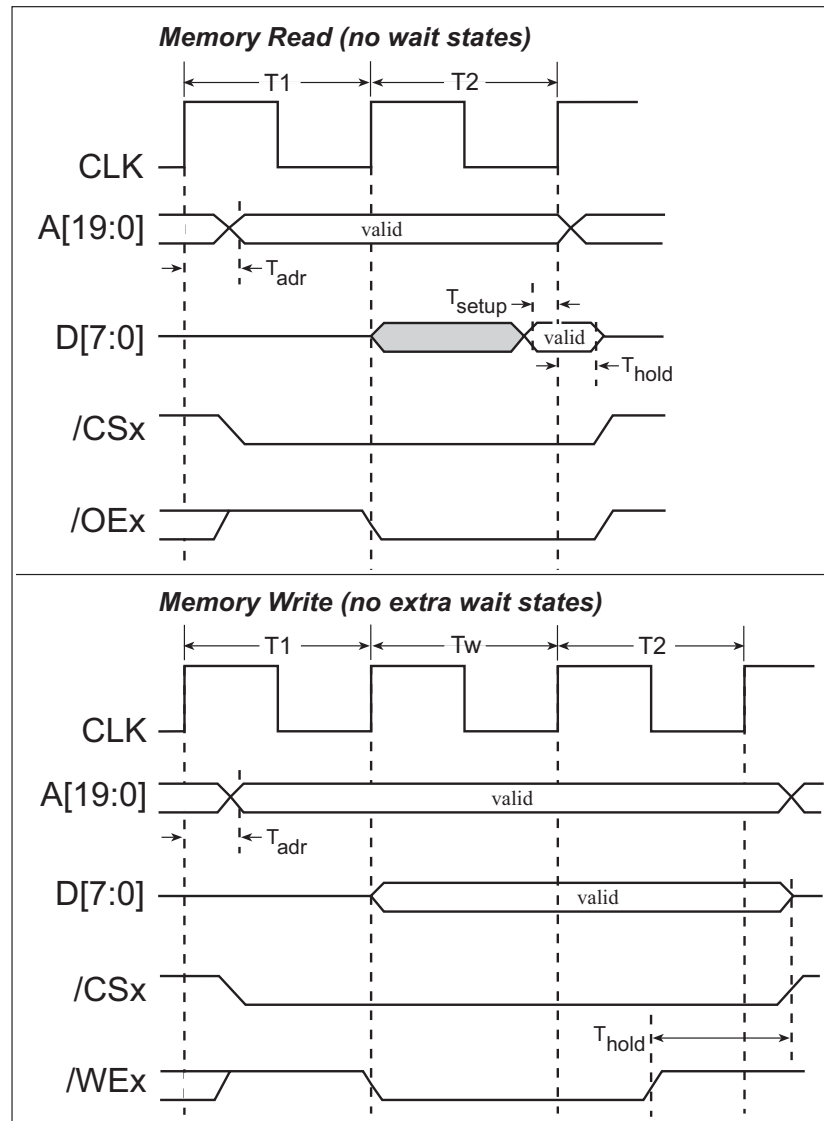 Memory Read (no wait states)
T1 T2
CLK
A[19:0] valid
Tadr
Tsetup
D[7:0] valid
Thold
/CSx
/OEx
Memory Write (no extra wait states)
T1 Tw T2
CLK
A[19:0] valid
Tadr
D[7:0] valid
/CSx
Thold
/WEx